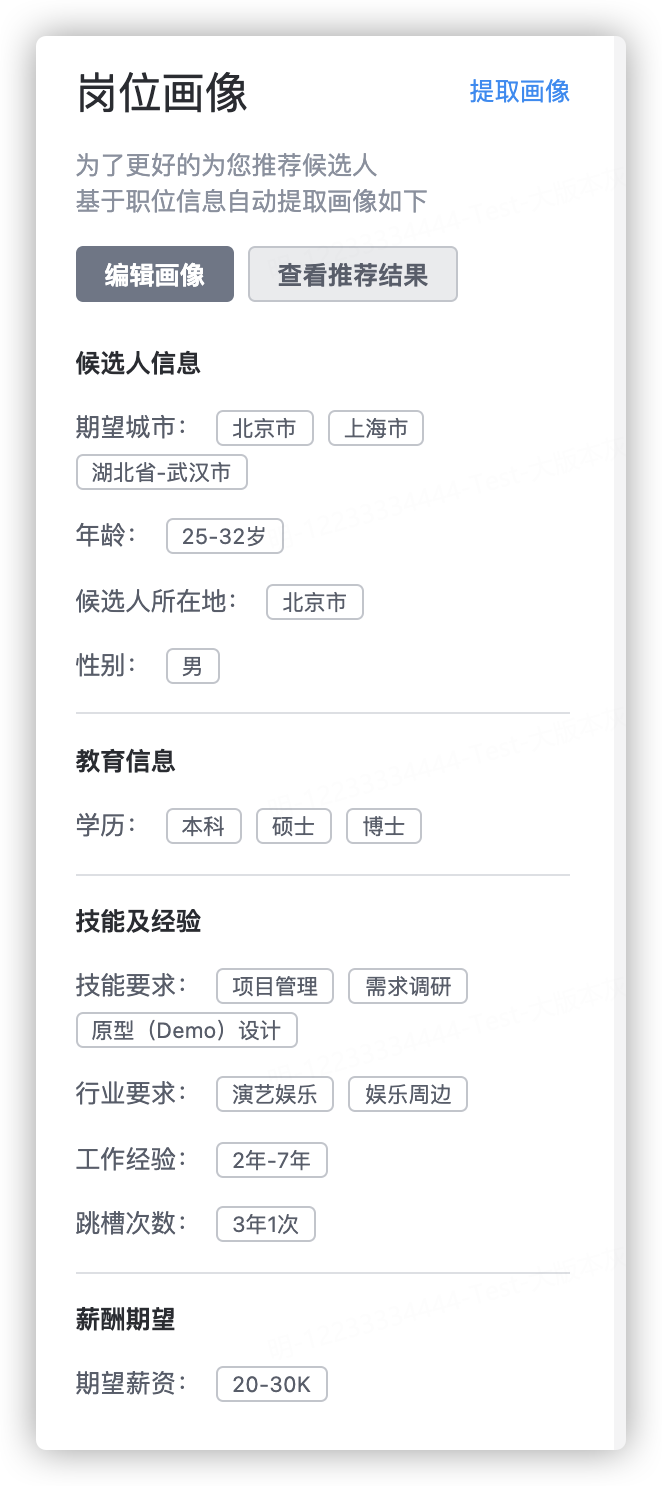 岗位画像 提取画像
为了更好的为您推荐候选人
基于职位信息自动提取画像如下
编辑画像 查看推荐结果
候选人信息
期望城市： 北京市 上海市
湖北省-武汉市
年龄： 25-32岁
候选人所在地： 北京市
性别： 男
教育信息
学历： 本科 硕士 博士
技能及经验
技能要求： 项目管理 需求调研
原型（Demo）设计
行业要求： 演艺娱乐 娱乐周边
工作经验： 2年-7年
跳槽次数： 3年1次
薪酬期望
期望薪资： 20-30K